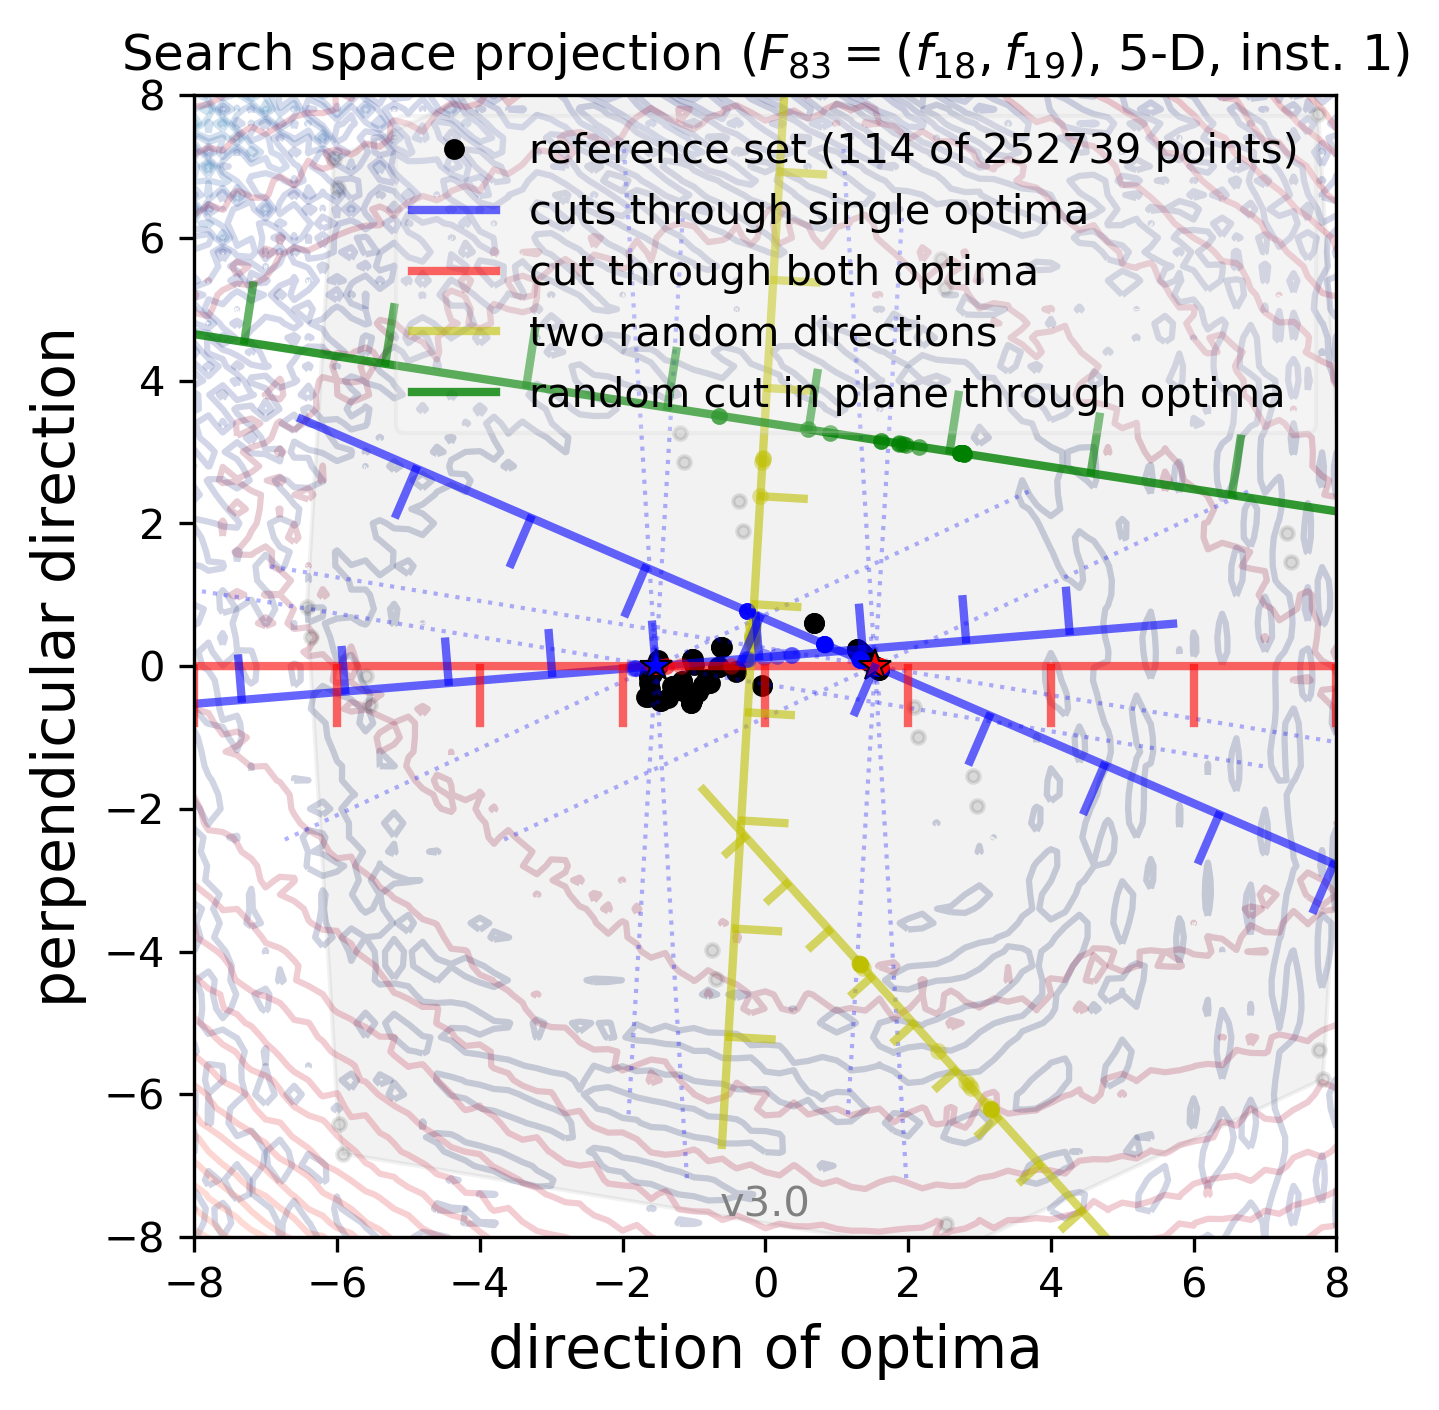 Search space projection (F₈₃ = (f₁₈, f₁₉), 5-D, inst. 1)
8
6
4
2
0
−2
−4
−6
−8
perpendicular direction
reference set (114 of 252739 points)
cuts through single optima
cut through both optima
two random directions
random cut in plane through optima
v3.0
−8 −6 −4 −2 0 2 4 6 8
direction of optima